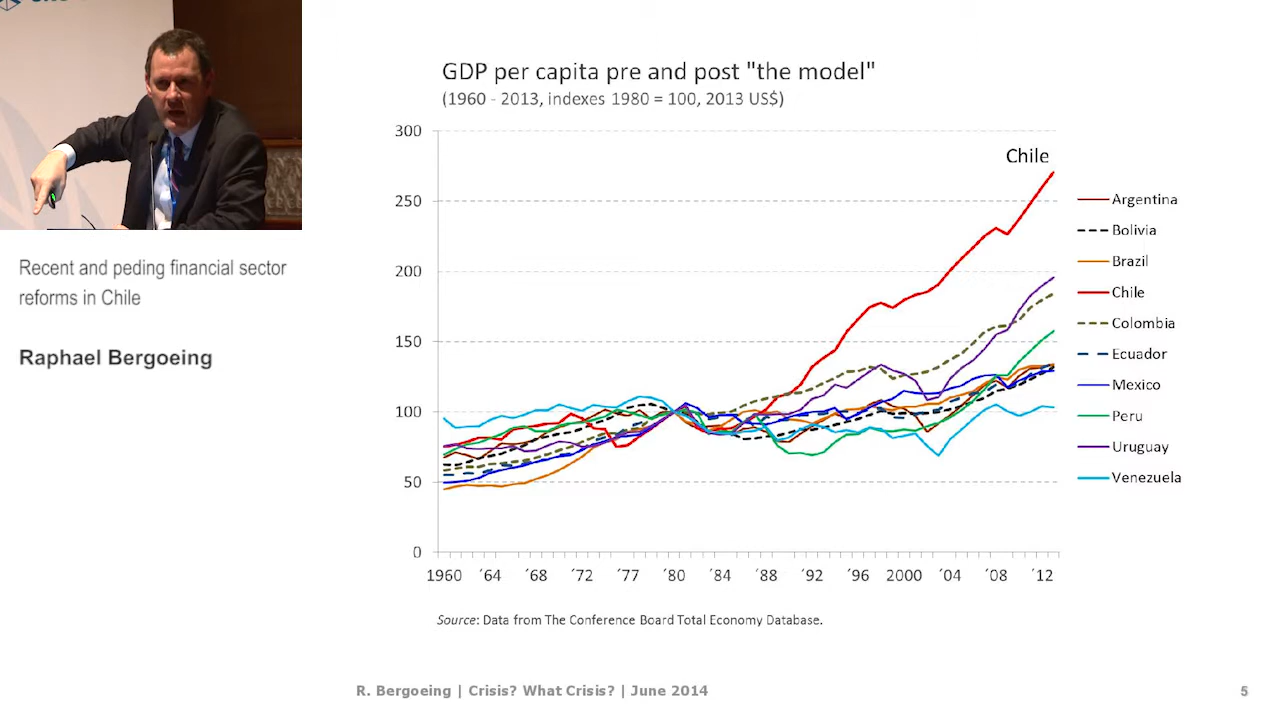 GDP per capita pre and post "the model"
(1960 - 2013, indexes 1980 = 100, 2013 US$)
300
250
200
150
100
50
0
Chile
1960 ´64 ´68 ´72 ´77 ´80 ´84 ´88 ´92 ´96 2000 ´04 ´08 ´12
Argentina
Bolivia
Brazil
Chile
Colombia
Ecuador
Mexico
Peru
Uruguay
Venezuela
Source: Data from The Conference Board Total Economy Database.
Recent and peding financial sector
reforms in Chile
Raphael Bergoeing
R. Bergoeing | Crisis? What Crisis? | June 2014
5